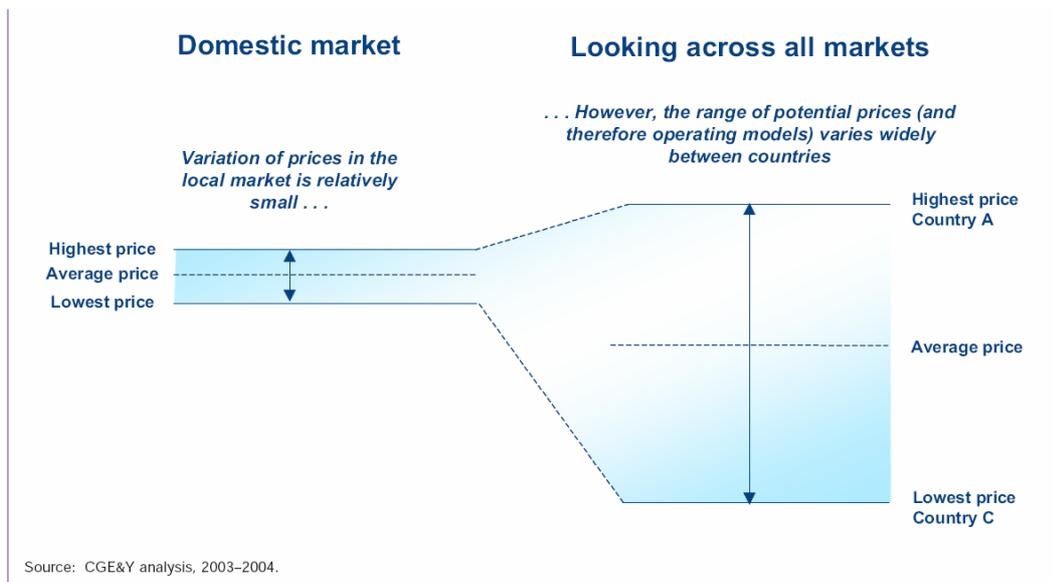 Domestic market
Looking across all markets
. . . However, the range of potential prices (and
therefore operating models) varies widely
between countries
Variation of prices in the
local market is relatively
small . . .
Highest price
Average price
Lowest price
Highest price
Country A
Average price
Lowest price
Country C
Source: CGE&Y analysis, 2003–2004.